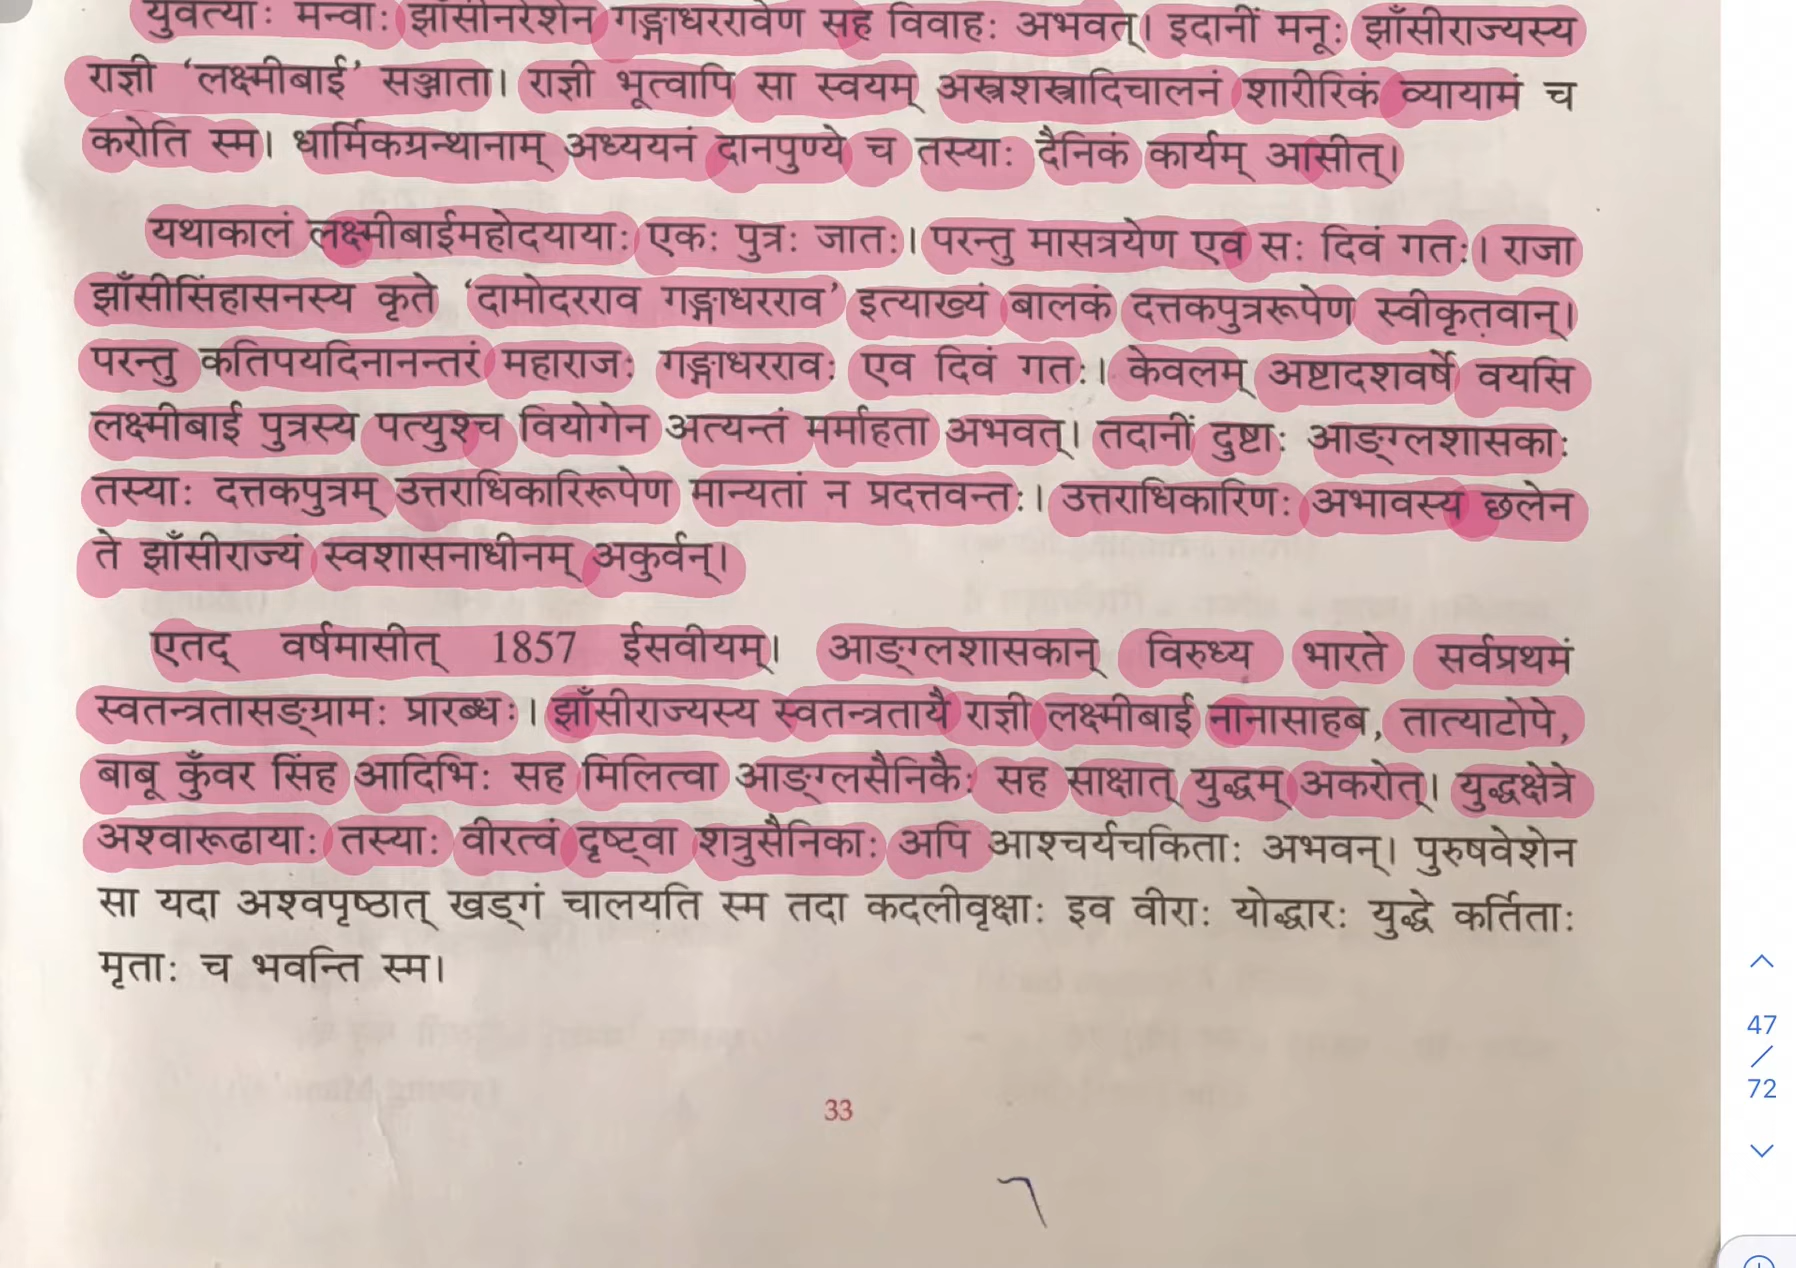 युवत्याः मन्वाः झाँसीनरेशेन गङ्गाधररावेण सह विवाहः अभवत्। इदानीं मनूः झाँसीराज्यस्य
राज्ञी ‘लक्ष्मीबाई’ सञ्जाता। राज्ञी भूत्वापि सा स्वयम् अस्त्रशस्त्रादिचालनं शारीरिकं व्यायामं च
करोति स्म। धार्मिकग्रन्थानाम् अध्ययनं दानपुण्ये च तस्याः दैनिकं कार्यम् आसीत्।
यथाकालं लक्ष्मीबाईमहोदयायाः एकः पुत्रः जातः। परन्तु मासत्रयेण एव सः दिवं गतः। राजा
झाँसीसिंहासनस्य कृते ‘दामोदरराव गङ्गाधरराव’ इत्याख्यं बालकं दत्तकपुत्ररूपेण स्वीकृतवान्।
परन्तु कतिपयदिनानन्तरं महाराजः गङ्गाधररावः एव दिवं गतः। केवलम् अष्टादशवर्षे वयसि
लक्ष्मीबाई पुत्रस्य पत्युश्च वियोगेन अत्यन्तं मर्माहता अभवत्। तदानीं दुष्टाः आङ्ग्लशासकाः
तस्याः दत्तकपुत्रम् उत्तराधिकारिरूपेण मान्यतां न प्रदत्तवन्तः। उत्तराधिकारिणः अभावस्य छलेन
ते झाँसीराज्यं स्वशासनाधीनम् अकुर्वन्।
एतद् वर्षमासीत् 1857 ईसवीयम्। आङ्ग्लशासकान् विरुध्य भारते सर्वप्रथमं
स्वतन्त्रतासङ्ग्रामः प्रारब्धः। झाँसीराज्यस्य स्वतन्त्रतायै राज्ञी लक्ष्मीबाई नानासाहब, तात्याटोपे,
बाबू कुँवर सिंह आदिभिः सह मिलित्वा आङ्ग्लसैनिकैः सह साक्षात् युद्धम् अकरोत्। युद्धक्षेत्रे
अश्वारूढायाः तस्याः वीरत्वं दृष्ट्वा शत्रुसैनिकाः अपि आश्चर्यचकिताः अभवन्। पुरुषवेशेन
सा यदा अश्वपृष्ठात् खड्गं चालयति स्म तदा कदलीवृक्षाः इव वीराः योद्धारः युद्धे कर्तिताः
मृताः च भवन्ति स्म।
33
47
/
72